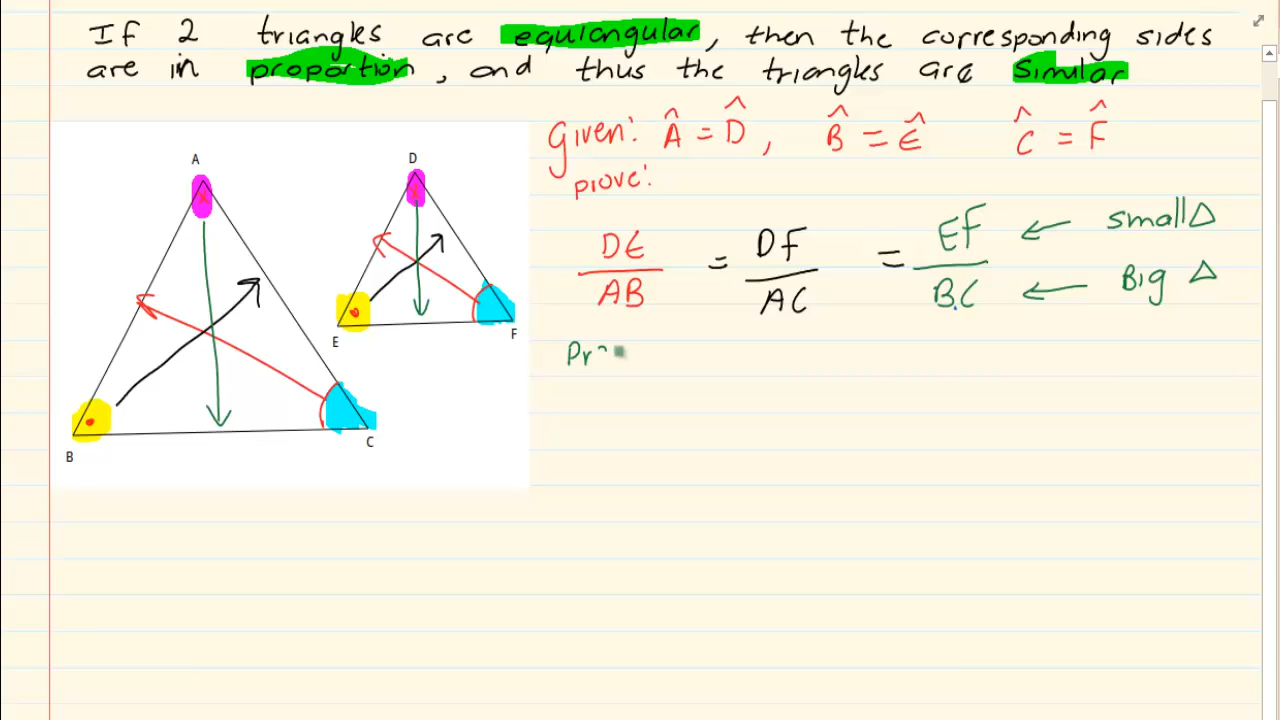 If 2 triangles are equiangular, then the corresponding sides
are in proportion, and thus the triangles are Similar
Given: Â = D̂, B̂ = Ê Ĉ = F̂
prove:
DE/AB = DF/AC = EF/BC ← small Δ
← Big Δ
A
B
C
D
E
F
x
x